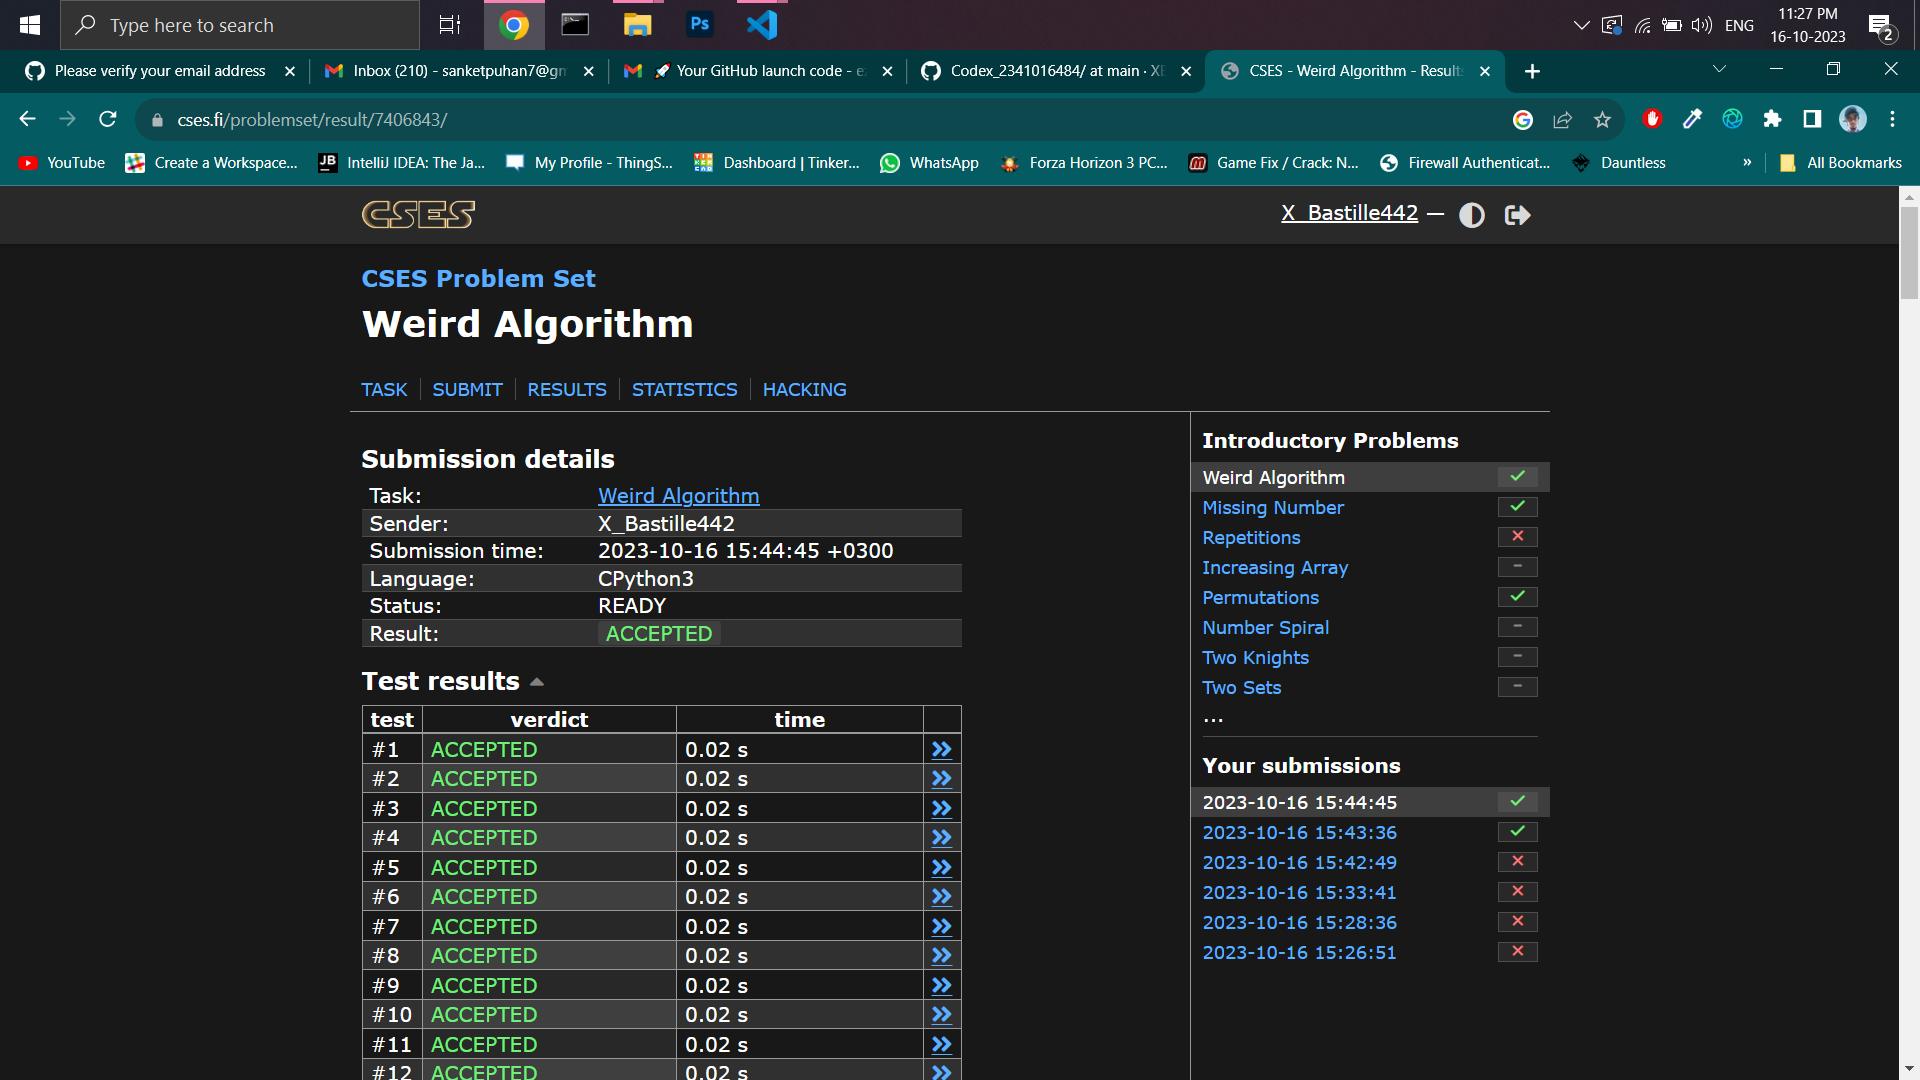 Type here to search
Ps
ENG
11:27 PM
16-10-2023
2
Please verify your email address
Inbox (210) - sanketpuhan7@gm
Your GitHub launch code - e
Codex_2341016484/ at main · XB
CSES - Weird Algorithm - Results
cses.fi/problemset/result/7406843/
YouTube
Create a Workspace...
JB
IntelliJ IDEA: The Ja...
My Profile - ThingS...
Dashboard | Tinker...
WhatsApp
Forza Horizon 3 PC...
Game Fix / Crack: N...
Firewall Authenticat...
Dauntless
»
All Bookmarks
CSES
X_Bastille442 —
CSES Problem Set
Weird Algorithm
TASK | SUBMIT | RESULTS | STATISTICS | HACKING
Submission details
Task: Weird Algorithm
Sender: X_Bastille442
Submission time: 2023-10-16 15:44:45 +0300
Language: CPython3
Status: READY
Result: ACCEPTED
Test results
test verdict time
#1 ACCEPTED 0.02 s
#2 ACCEPTED 0.02 s
#3 ACCEPTED 0.02 s
#4 ACCEPTED 0.02 s
#5 ACCEPTED 0.02 s
#6 ACCEPTED 0.02 s
#7 ACCEPTED 0.02 s
#8 ACCEPTED 0.02 s
#9 ACCEPTED 0.02 s
#10 ACCEPTED 0.02 s
#11 ACCEPTED 0.02 s
#12 ACCEPTED 0.02 s
Introductory Problems
Weird Algorithm
Missing Number
Repetitions
Increasing Array
Permutations
Number Spiral
Two Knights
Two Sets
...
Your submissions
2023-10-16 15:44:45
2023-10-16 15:43:36
2023-10-16 15:42:49
2023-10-16 15:33:41
2023-10-16 15:28:36
2023-10-16 15:26:51